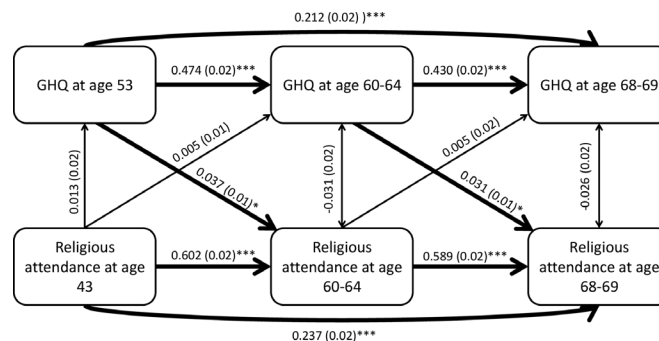 0.212 (0.02) )***
GHQ at age 53
0.474 (0.02)***
GHQ at age 60-64
0.430 (0.02)***
GHQ at age 68-69
0.013 (0.02)
0.005 (0.01)
0.037 (0.01)*
-0.031 (0.02)
0.005 (0.02)
0.031 (0.01)*
-0.026 (0.02)
Religious
attendance at age
43
0.602 (0.02)***
Religious
attendance at age
60-64
0.589 (0.02)***
Religious
attendance at age
68-69
0.237 (0.02)***